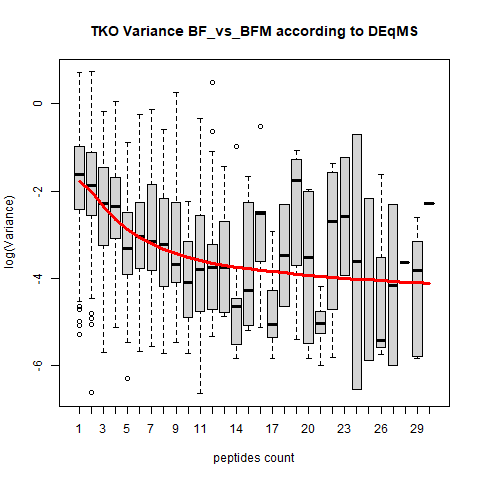 TKO Variance BF_vs_BFM according to DEqMS
log(Variance)
0
-2
-4
-6
1 3 5 7 9 11 14 17 20 23 26 29
peptides count